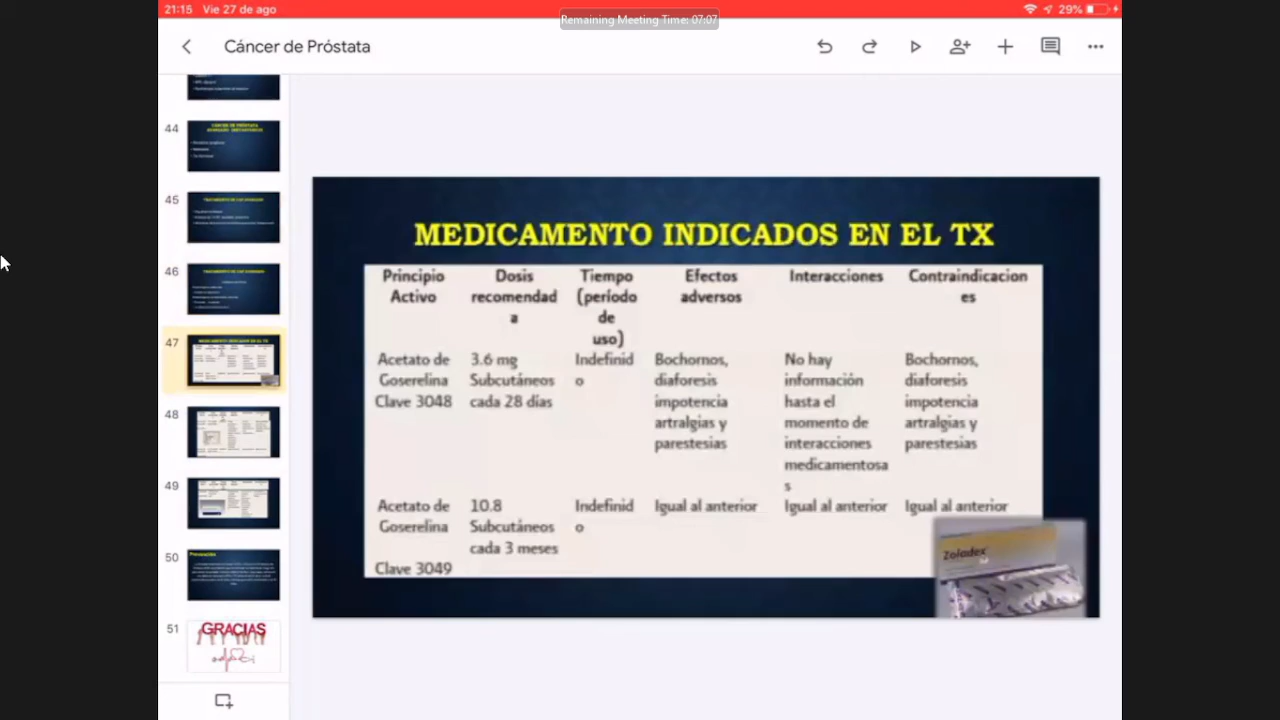 21:15 Vie 27 de ago
Remaining Meeting Time: 07:07
29%
Cáncer de Próstata
44
45
46
47
48
49
50
51
GRACIAS
MEDICAMENTO INDICADOS EN EL TX
Principio Activo
Dosis recomendad
a
Tiempo (período de uso)
Efectos adversos
Interacciones
Contraindicacion
es
Acetato de
Goserelina
Clave 3048
3.6 mg
Subcutáneos
cada 28 días
Indefinid
o
Bochornos,
diaforesis
impotencia
artralgias y
parestesias
No hay
información
hasta el
momento de
interacciones
medicamentosa
s
Bochornos,
diaforesis
impotencia
artralgias y
parestesias
Acetato de
Goserelina
Clave 3049
10.8
Subcutáneos
cada 3 meses
Indefinid
o
Igual al anterior
Igual al anterior
Igual al anterior
Zoladex